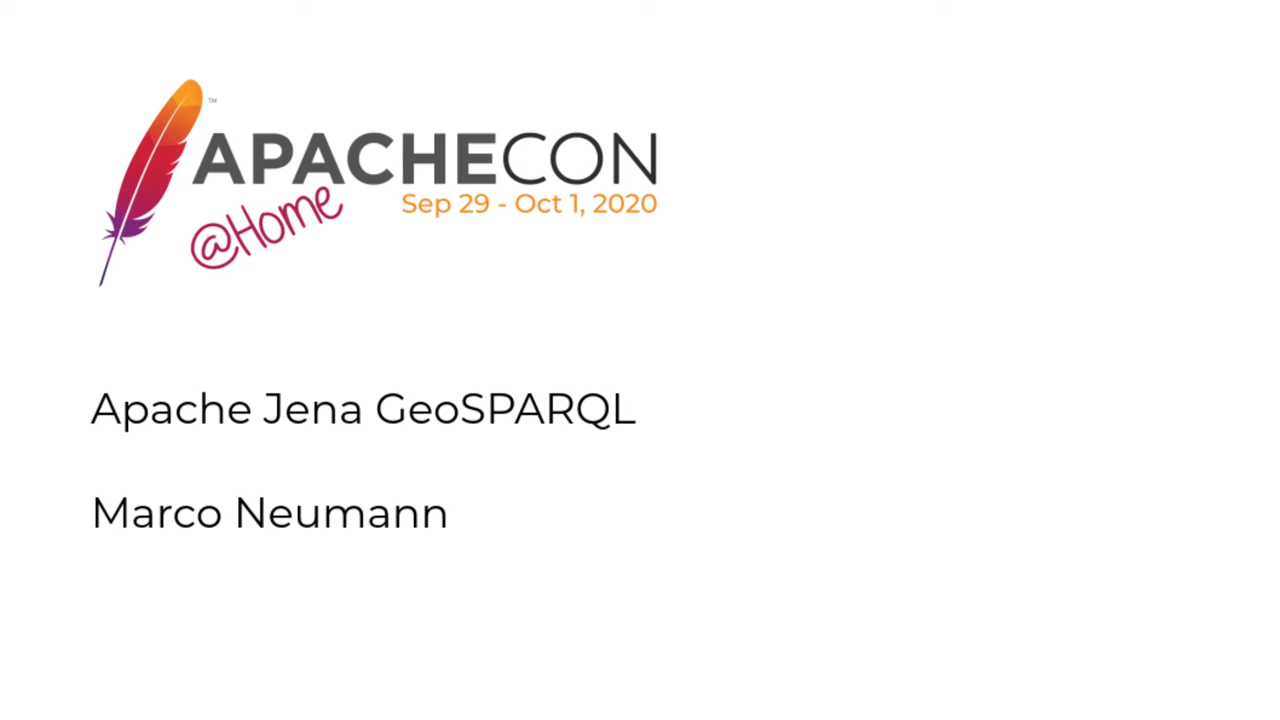 ™
APACHECON
@Home
Sep 29 - Oct 1, 2020
Apache Jena GeoSPARQL
Marco Neumann